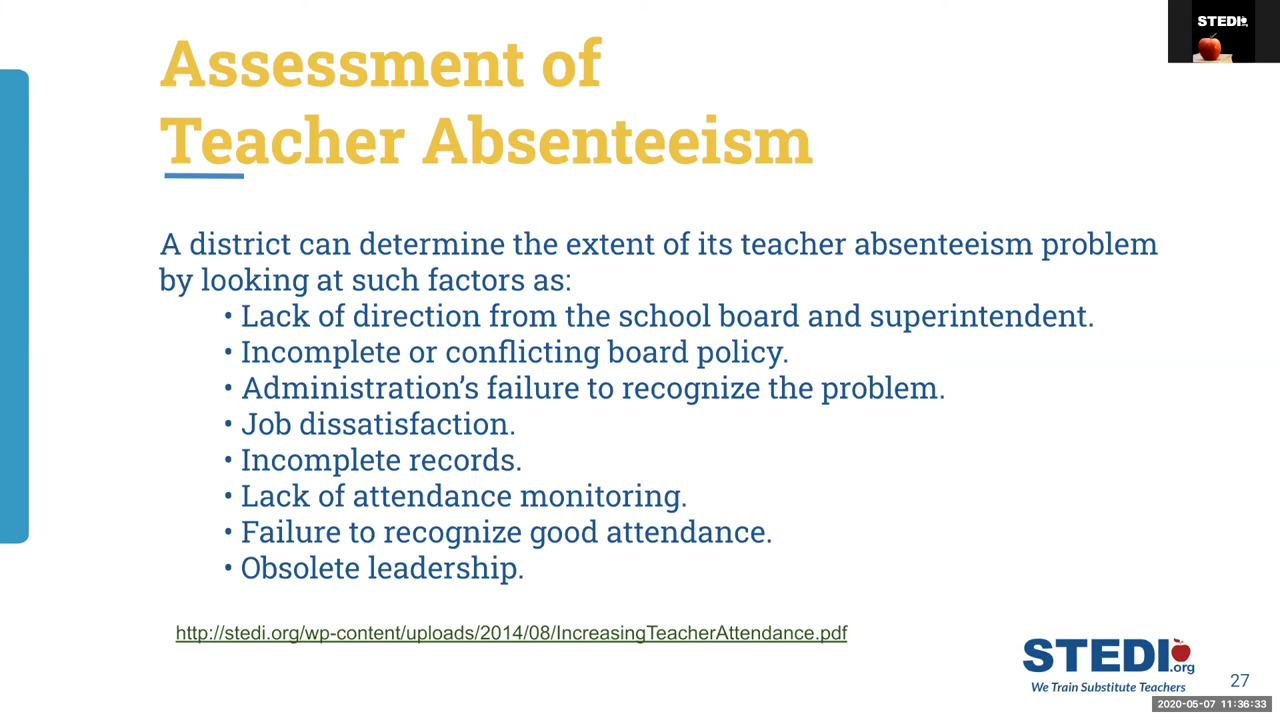 STEDI
Assessment of
Teacher Absenteeism
A district can determine the extent of its teacher absenteeism problem
by looking at such factors as:
• Lack of direction from the school board and superintendent.
• Incomplete or conflicting board policy.
• Administration’s failure to recognize the problem.
• Job dissatisfaction.
• Incomplete records.
• Lack of attendance monitoring.
• Failure to recognize good attendance.
• Obsolete leadership.
http://stedi.org/wp-content/uploads/2014/08/IncreasingTeacherAttendance.pdf
STEDI.org
We Train Substitute Teachers
27
2020-05-07 11:36:33